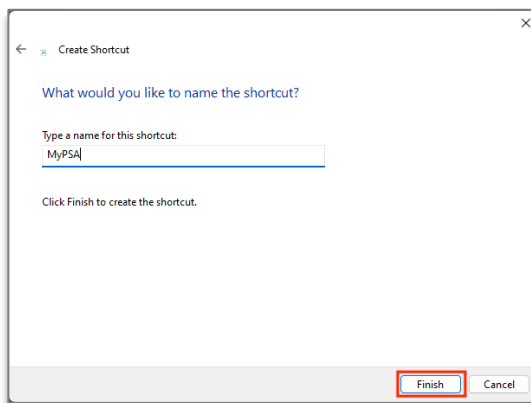 Create Shortcut
What would you like to name the shortcut?
Type a name for this shortcut:
MyPSA
Click Finish to create the shortcut.
Finish
Cancel